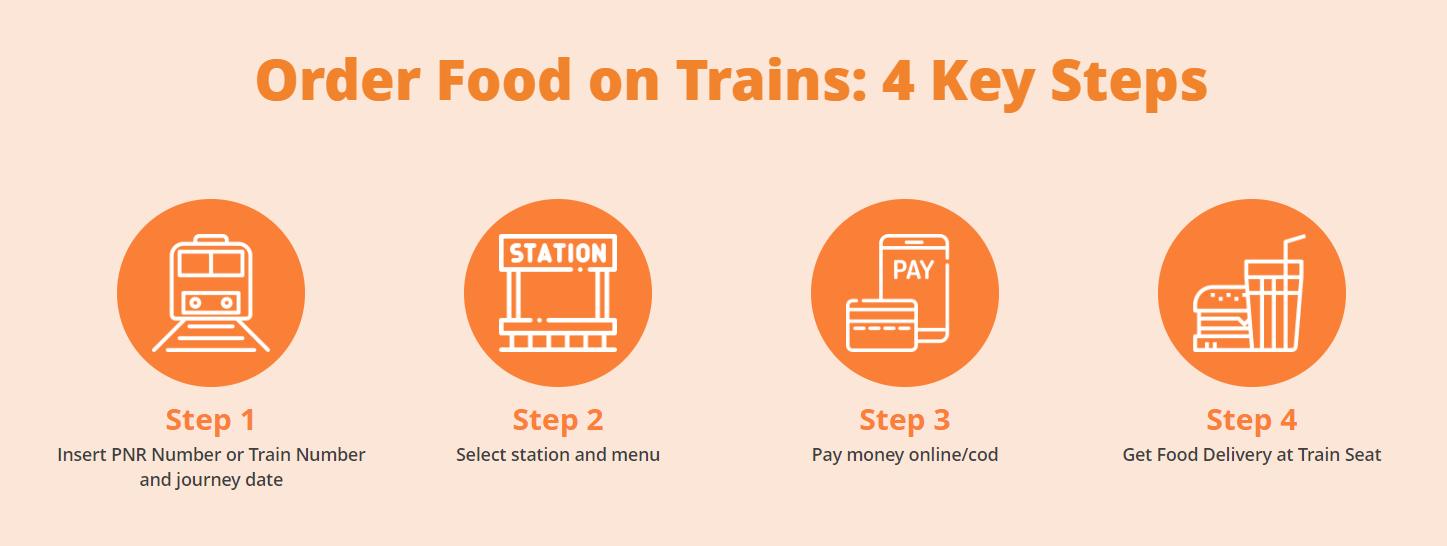 Order Food on Trains: 4 Key Steps
STATION
PAY
Step 1
Step 2
Step 3
Step 4
Insert PNR Number or Train Number
and journey date
Select station and menu
Pay money online/cod
Get Food Delivery at Train Seat